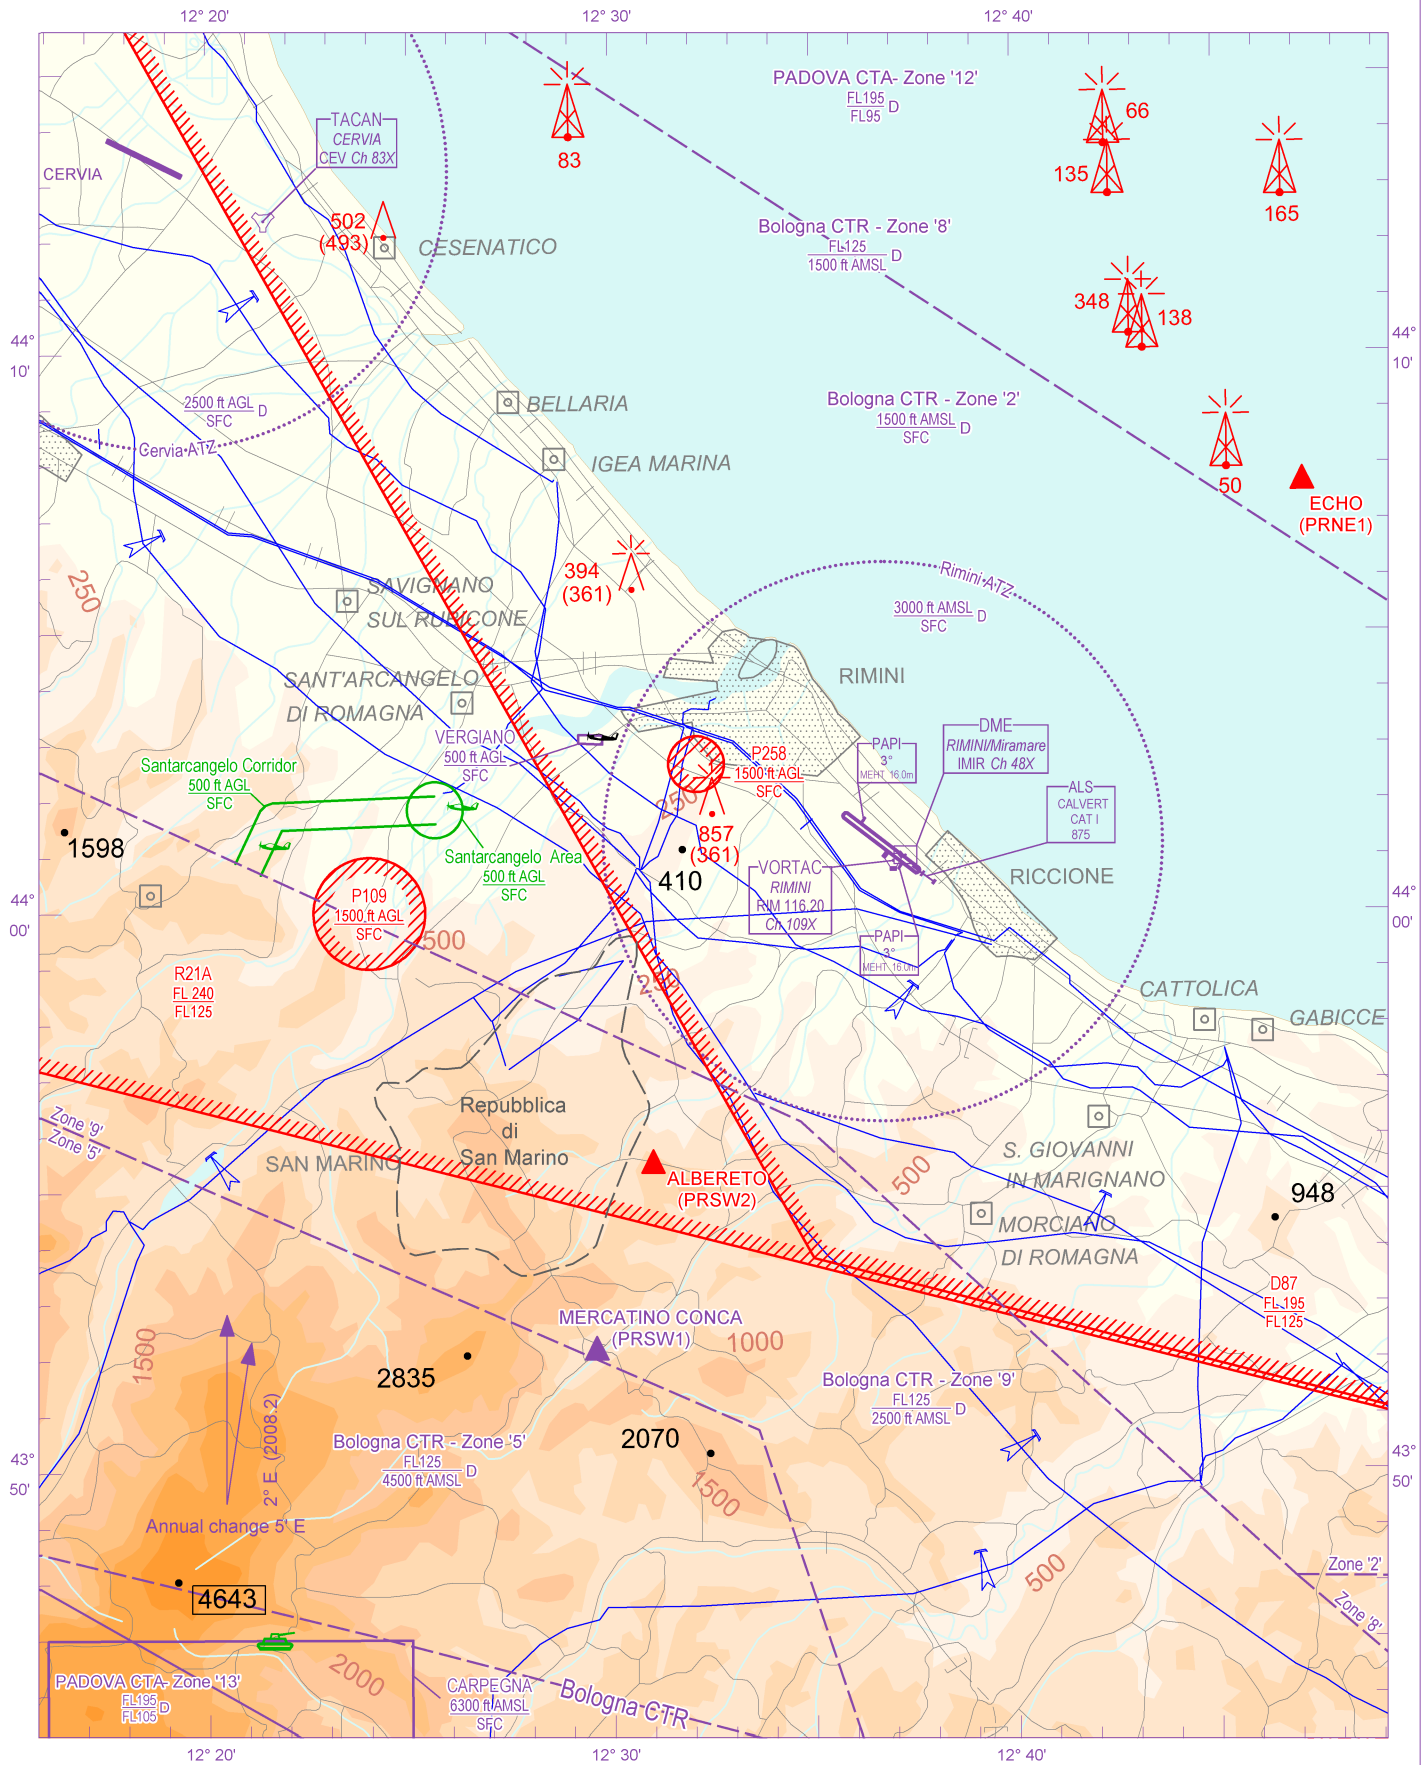 12° 20'
12° 30'
12° 40'
PADOVA CTA- Zone '12'
FL195
FL95
D
66
135
165
83
TACAN
CERVIA
CEV Ch 83X
CERVIA
502
(493)
CESENATICO
Bologna CTR - Zone '8'
FL125
1500 ft AMSL
D
348
138
44°
10'
44°
10'
BELLARIA
2500 ft AGL
SFC
D
Cervia ATZ
Bologna CTR - Zone '2'
1500 ft AMSL
SFC
D
IGEA MARINA
50
ECHO
(PRNE1)
250
394
(361)
SAVIGNANO
SUL RUBICONE
Rimini ATZ
3000 ft AMSL
SFC
D
SANT'ARCANGELO
DI ROMAGNA
RIMINI
VERGIANO
500 ft AGL
SFC
Santarcangelo Corridor
500 ft AGL
SFC
P258
1500 ft AGL
SFC
PAPI
3°
MEHT 16.0m
DME
RIMINI/Miramare
IMIR Ch 48X
ALS
CALVERT
CAT I
875
250
857
(361)
1598
Santarcangelo Area
500 ft AGL
SFC
410
VORTAC
RIMINI
RIM 116.20
Ch 109X
RICCIONE
P109
1500 ft AGL
SFC
500
44°
00'
44°
00'
PAPI
3°
MEHT 16.0m
R21A
FL 240
FL125
250
CATTOLICA
GABICCE
Zone '9'
Zone '5'
Repubblica
di
San Marino
SAN MARINO
ALBERETO
(PRSW2)
500
S. GIOVANNI
IN MARIGNANO
948
MORCIANO
DI ROMAGNA
D87
FL 195
FL125
MERCATINO CONCA
(PRSW1)
1000
1500
2835
Bologna CTR - Zone '9'
FL125
2500 ft AMSL
D
2° E (2008.2)
Annual change 5' E
Bologna CTR - Zone '5'
FL125
4500 ft AMSL
D
2070
1500
43°
50'
43°
50'
500
Zone '2'
Zone '8'
4643
2000
PADOVA CTA- Zone '13'
FL195
FL105
D
CARPEGNA
6300 ft AMSL
SFC
Bologna CTR
12° 20'
12° 30'
12° 40'